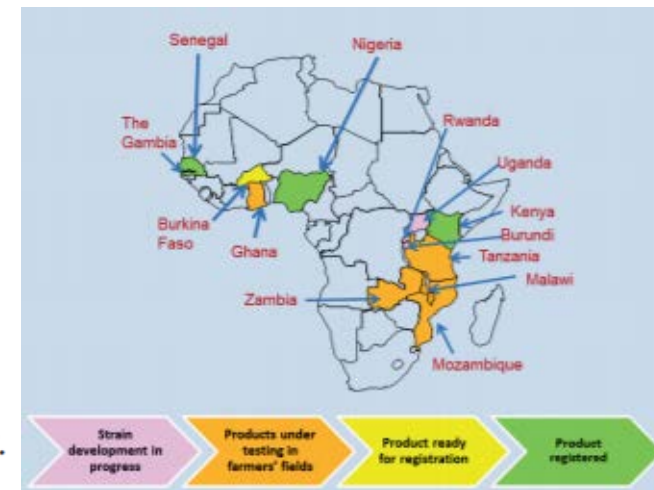 Senegal
Nigeria
The
Gambia
Rwanda
Uganda
Kenya
Burkina
Faso
Ghana
Burundi
Tanzania
Malawi
Zambia
Mozambique
Strain
development in
progress
Products under
testing in
farmers' fields
Product ready
for registration
Product
registered